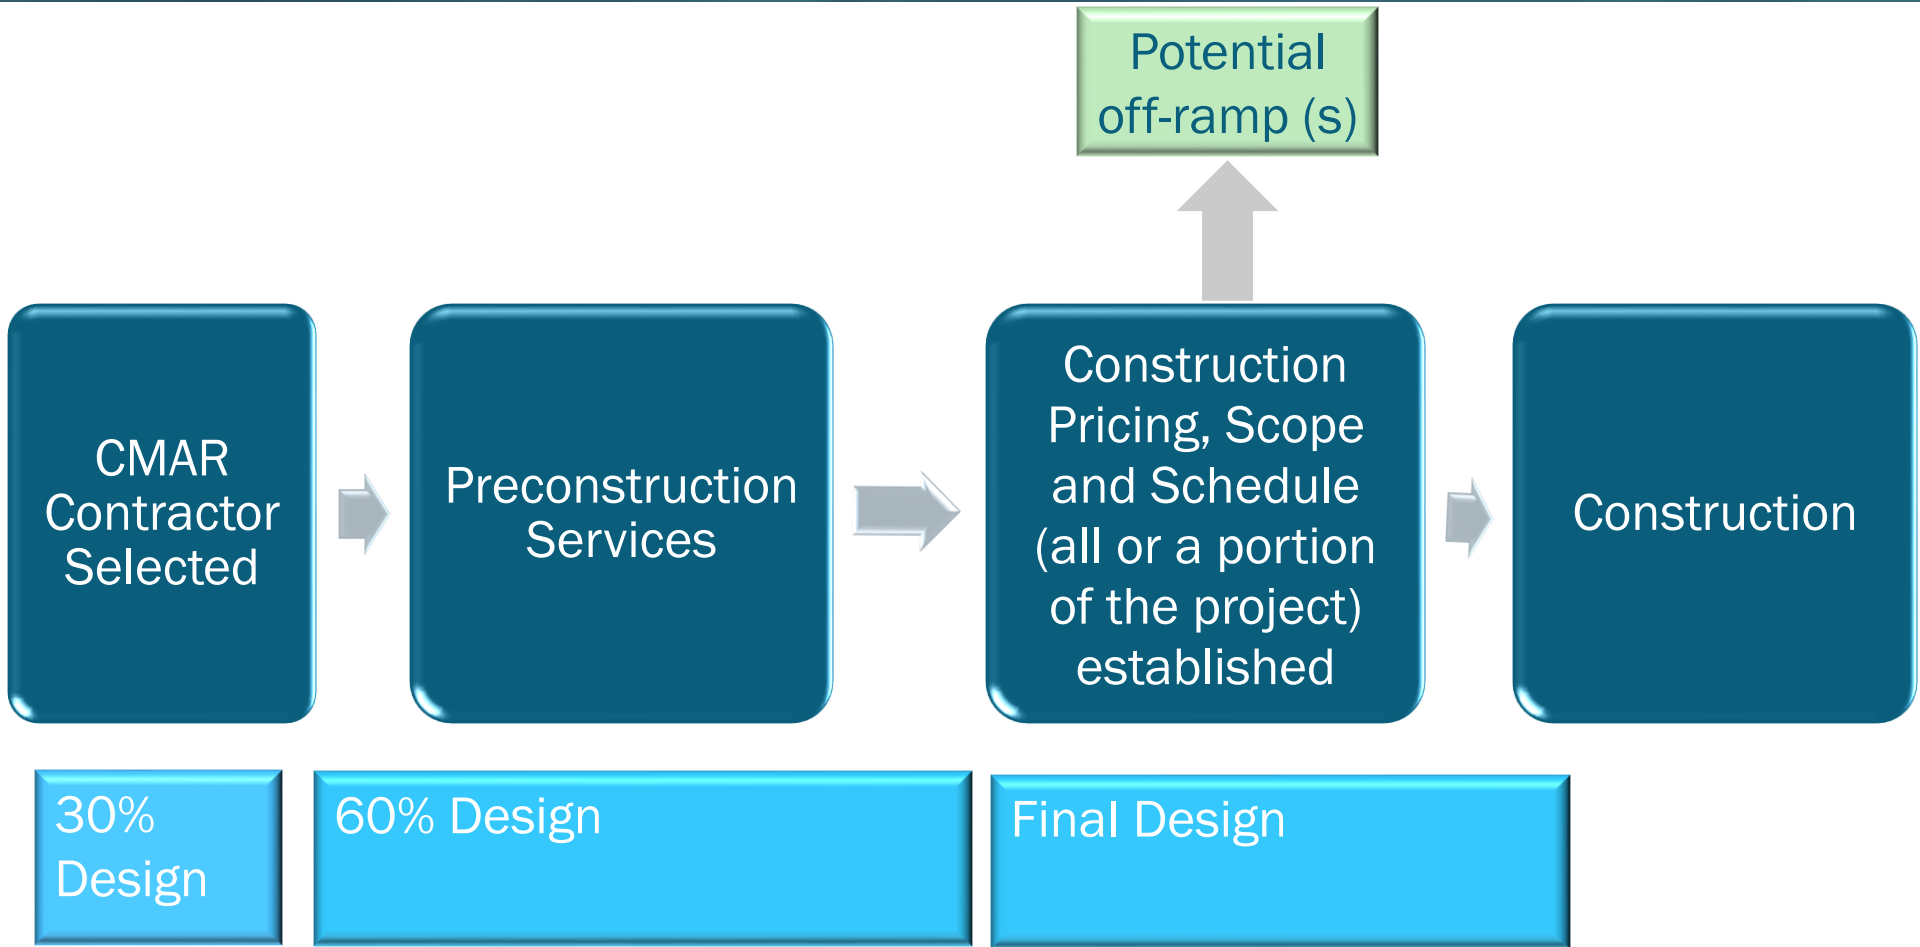 Potential
off-ramp (s)
CMAR
Contractor
Selected
Preconstruction
Services
Construction
Pricing, Scope
and Schedule
(all or a portion
of the project)
established
Construction
30%
Design
60% Design
Final Design